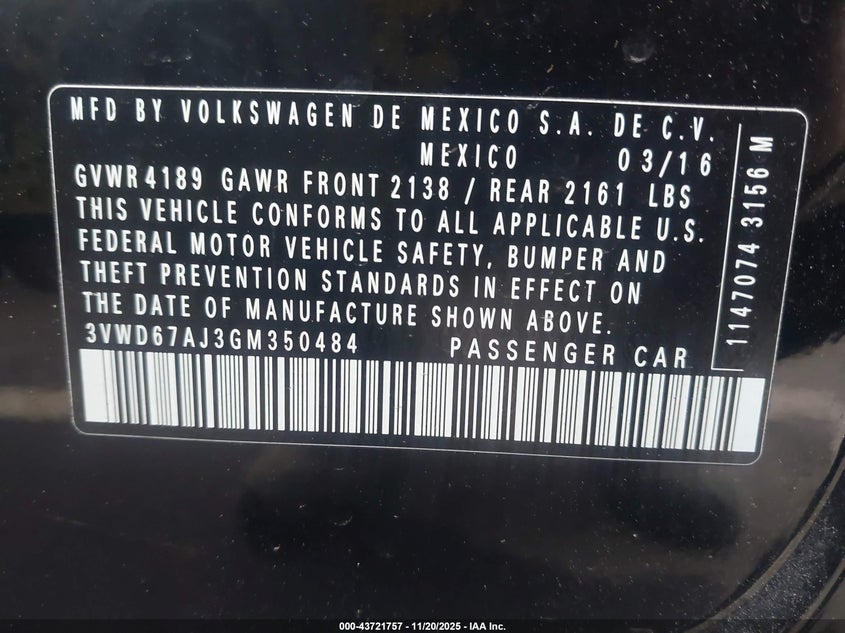 MFD BY VOLKSWAGEN DE MEXICO S.A. DE C.V.
MEXICO 03/16
GVWR 4189 GAWR FRONT 2138 / REAR 2161 LBS
THIS VEHICLE CONFORMS TO ALL APPLICABLE U.S.
FEDERAL MOTOR VEHICLE SAFETY, BUMPER AND
THEFT PREVENTION STANDARDS IN EFFECT ON
THE DATE OF MANUFACTURE SHOWN ABOVE.
3VWD67AJ3GM350484 PASSENGER CAR
1147074 3156 M
000-43721757 - 11/20/2025 - IAA Inc.